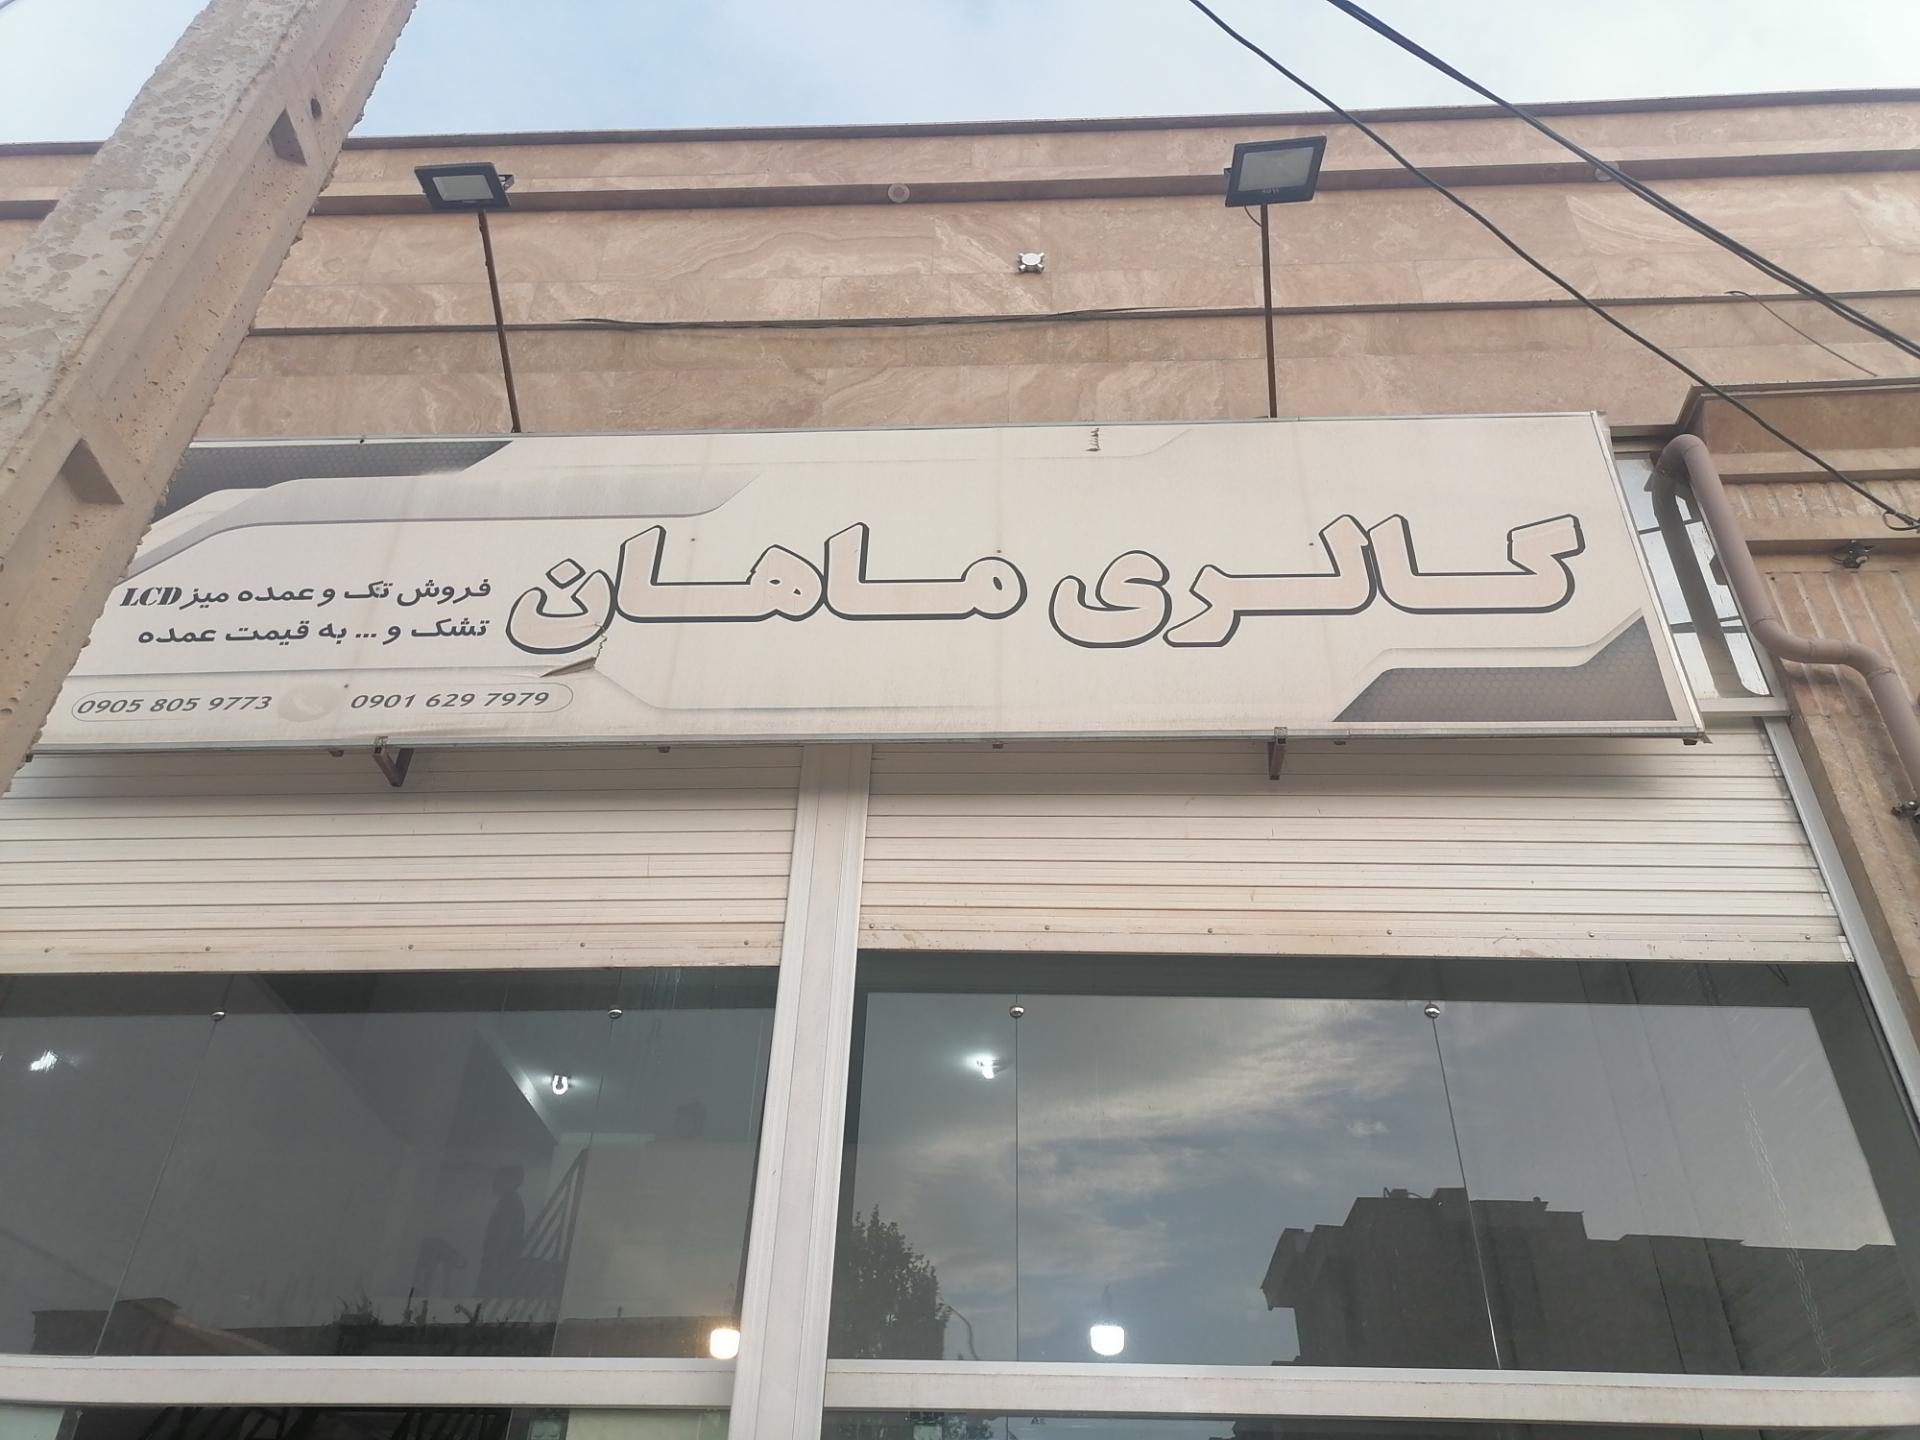 گالری ماهان
فروش تک و عمده میز LCD
تشک و ... به قیمت عمده
0905 805 9773 0901 629 7979